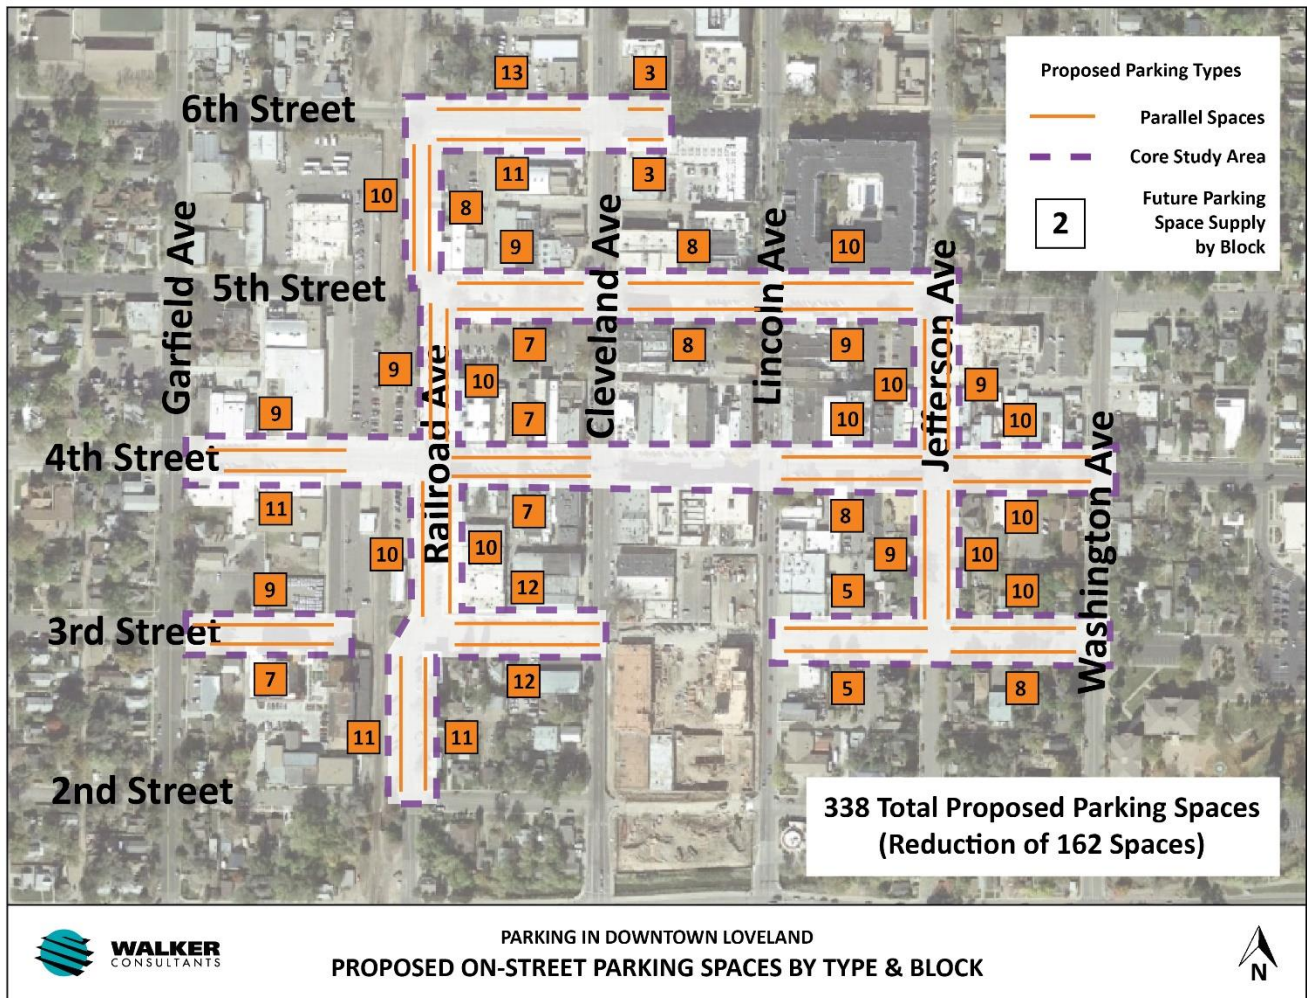 13
3
6th Street
11
3
10
8
9
8
10
Garfield Ave
5th Street
Cleveland Ave
Lincoln Ave
Jefferson Ave
7
8
9
9
10
10
9
Railroad Ave
9
7
10
10
4th Street
11
7
8
10
10
10
9
10
Washington Ave
9
12
5
10
3rd Street
7
12
5
8
11
11
2nd Street
Proposed Parking Types
Parallel Spaces
Core Study Area
2
Future Parking
Space Supply
by Block
338 Total Proposed Parking Spaces
(Reduction of 162 Spaces)
WALKER
CONSULTANTS
PARKING IN DOWNTOWN LOVELAND
PROPOSED ON-STREET PARKING SPACES BY TYPE & BLOCK
N